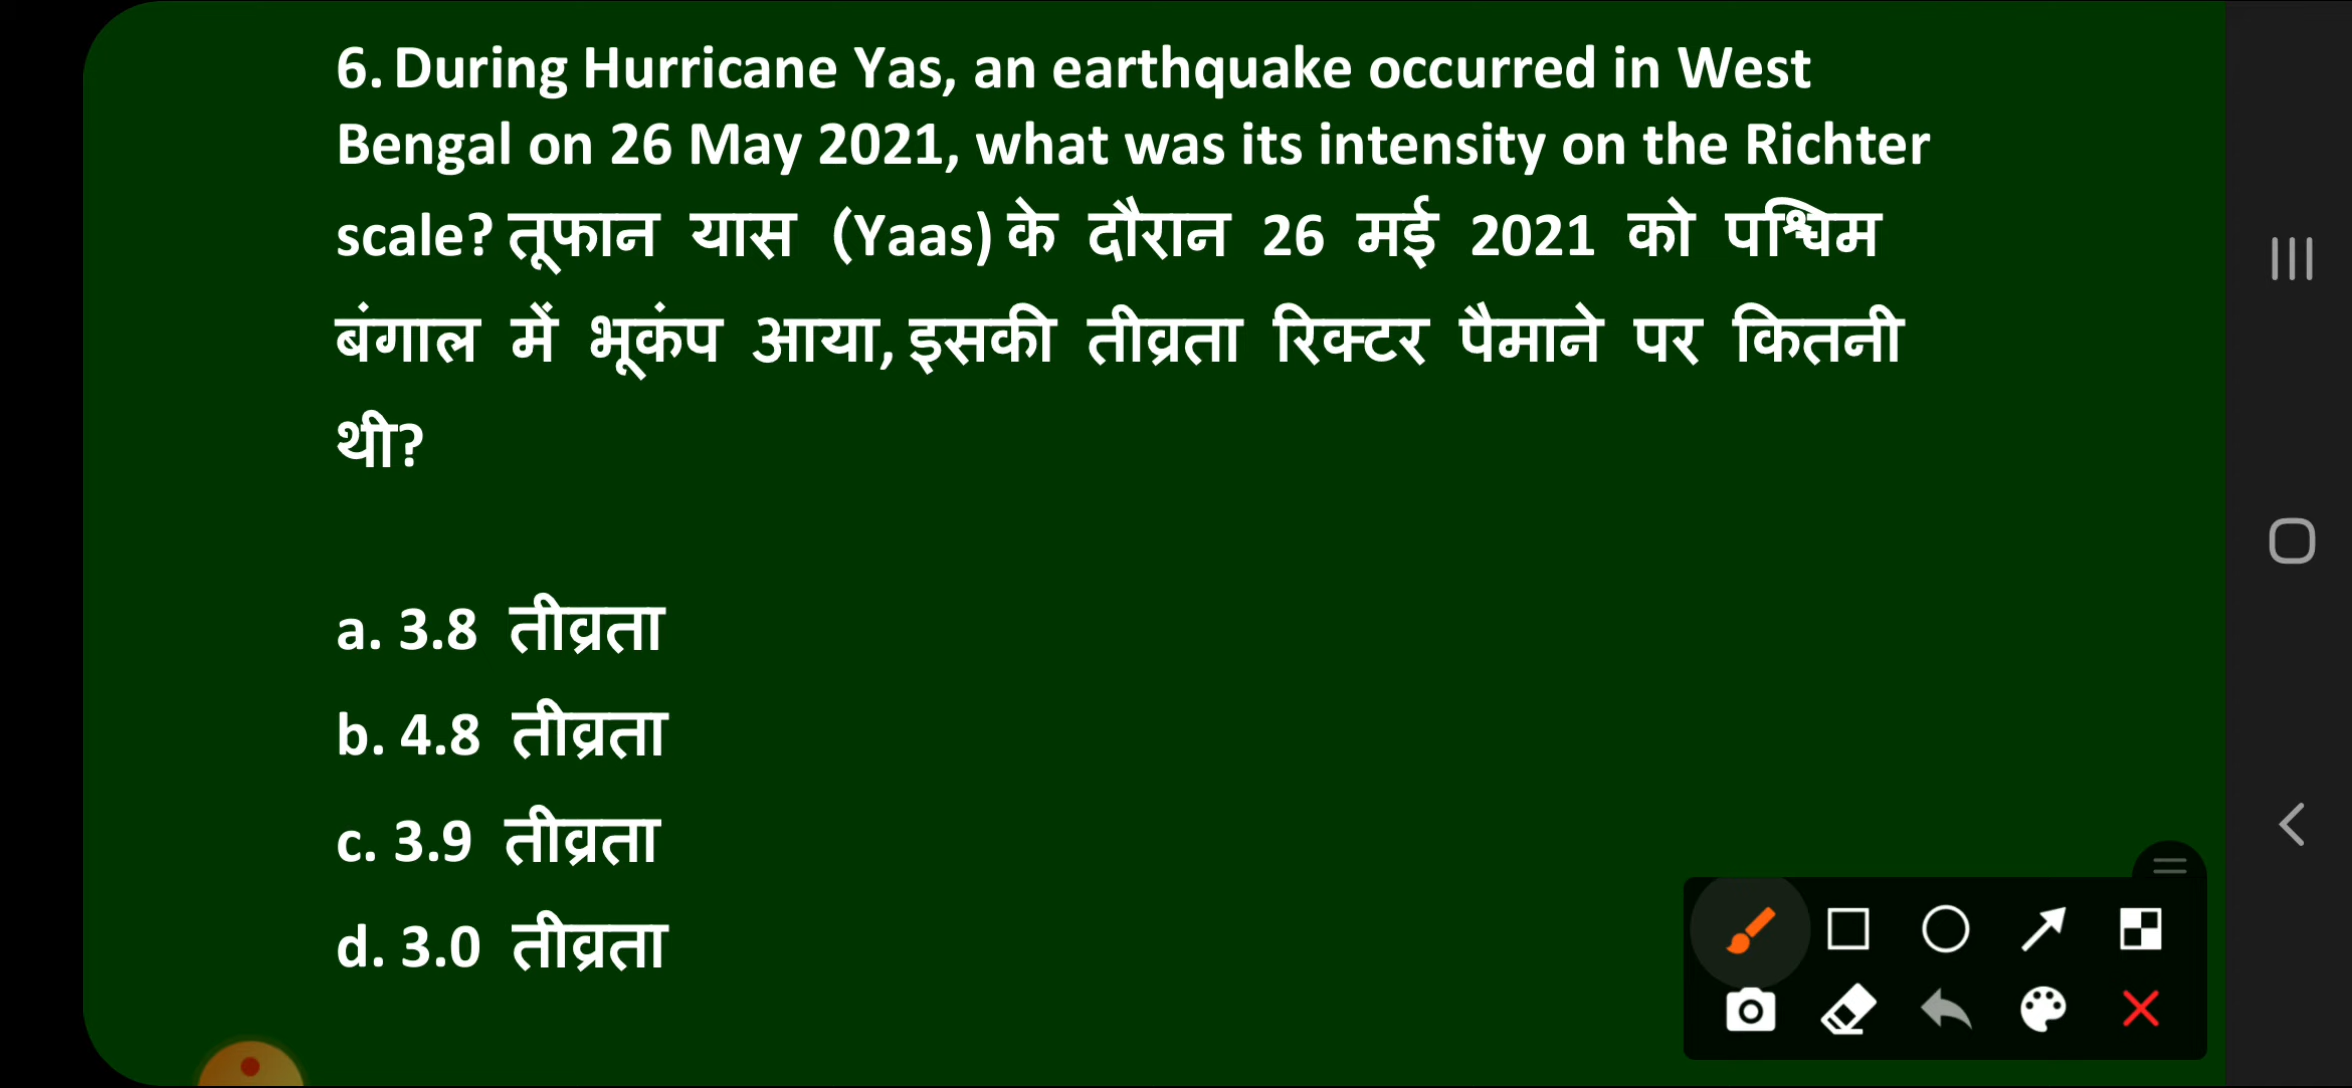 6. During Hurricane Yas, an earthquake occurred in West
Bengal on 26 May 2021, what was its intensity on the Richter
scale? तूफान यास (Yaas) के दौरान 26 मई 2021 को पश्चिम
बंगाल में भूकंप आया, इसकी तीव्रता रिक्टर पैमाने पर कितनी
थी?
a. 3.8 तीव्रता
b. 4.8 तीव्रता
c. 3.9 तीव्रता
d. 3.0 तीव्रता